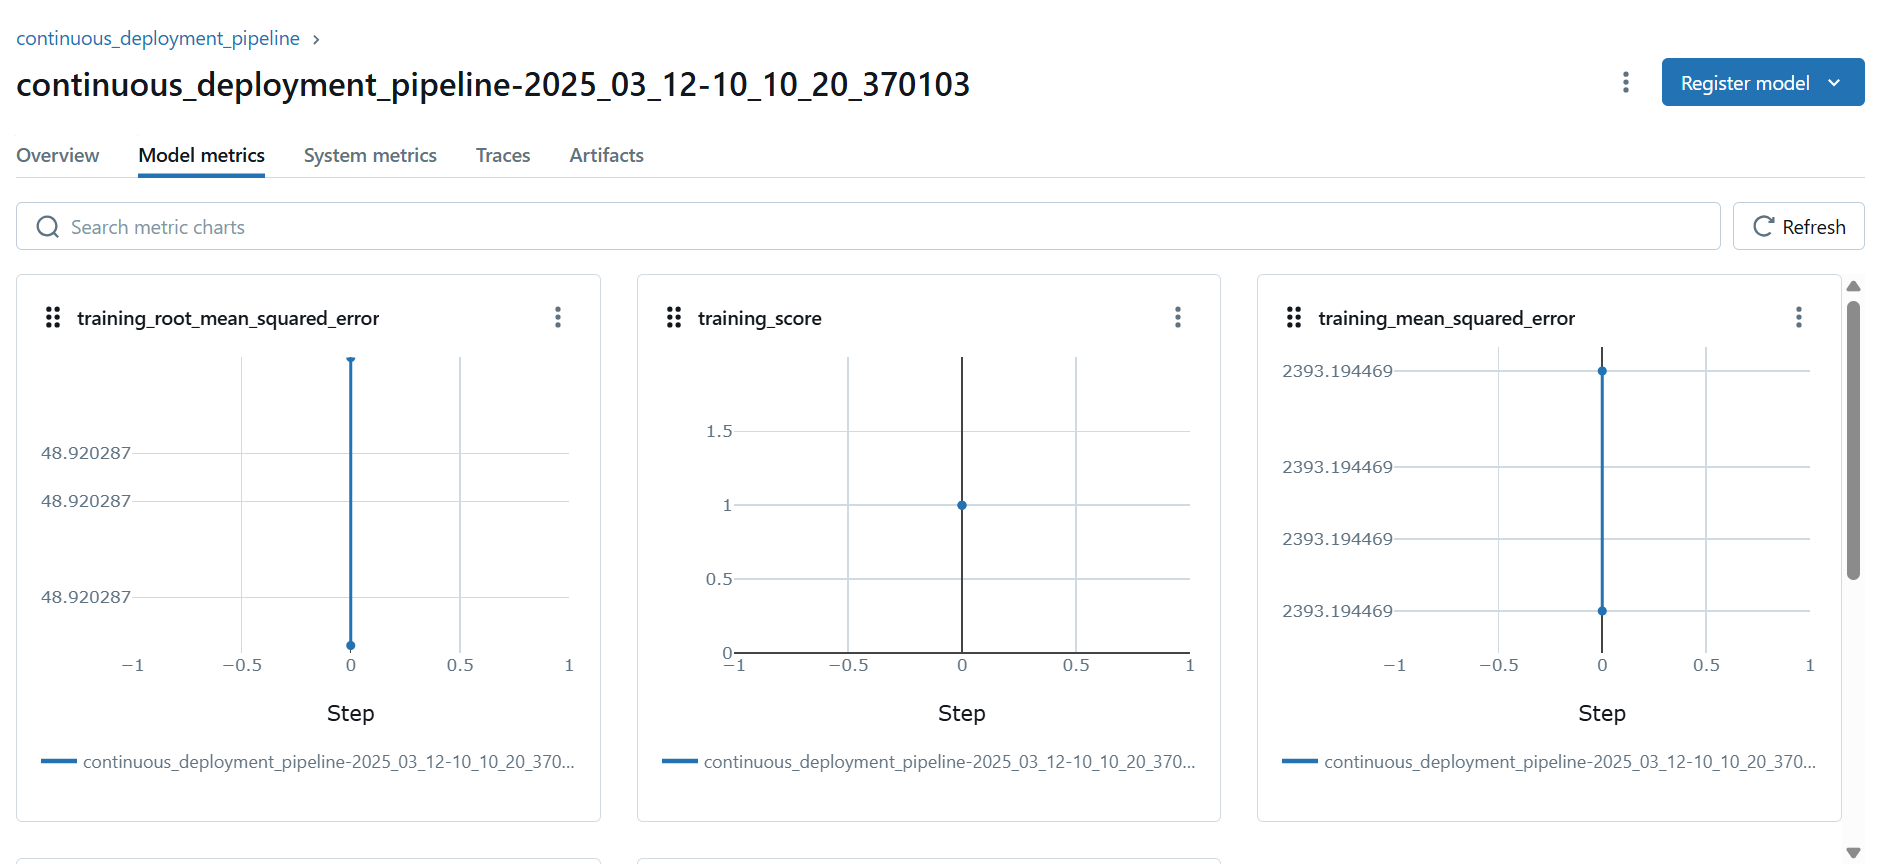 continuous_deployment_pipeline >
continuous_deployment_pipeline-2025_03_12-10_10_20_370103
Register model
Overview Model metrics System metrics Traces Artifacts
Search metric charts
Refresh
training_root_mean_squared_error
48.920287
48.920287
48.920287
−1 −0.5 0 0.5 1
Step
continuous_deployment_pipeline-2025_03_12-10_10_20_370...
training_score
1.5
1
0.5
0
−1 −0.5 0 0.5 1
Step
continuous_deployment_pipeline-2025_03_12-10_10_20_370...
training_mean_squared_error
2393.194469
2393.194469
2393.194469
2393.194469
−1 −0.5 0 0.5 1
Step
continuous_deployment_pipeline-2025_03_12-10_10_20_370...